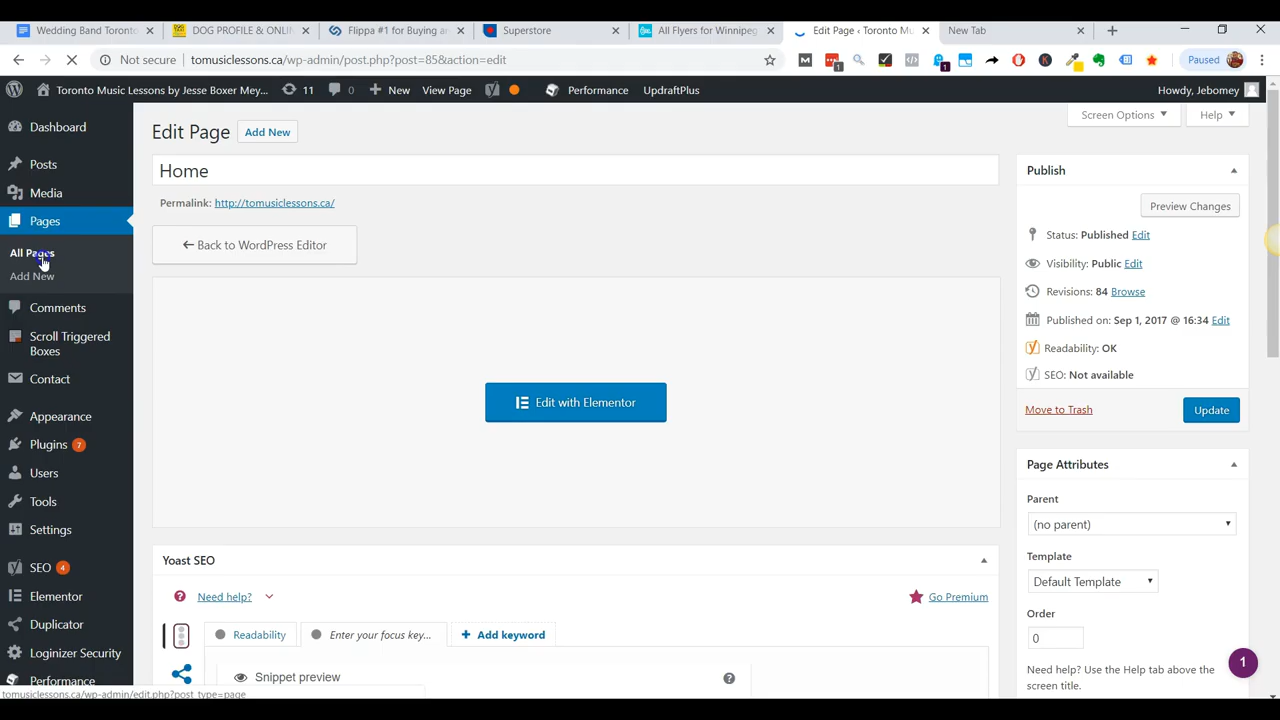 Wedding Band Toronto
DOG PROFILE & ONLIN
Flippa #1 for Buying an
Superstore
All Flyers for Winnipeg
Edit Page ‹ Toronto Mu
New Tab
Not secure
tomusiclessons.ca/wp-admin/post.php?post=85&action=edit
1
1
Paused
Toronto Music Lessons by Jesse Boxer Mey...
11
0
New
View Page
Performance
UpdraftPlus
Howdy, Jebomey
Screen Options
Help
Dashboard
Posts
Media
Pages
All Pages
Add New
Comments
Scroll Triggered
Boxes
Contact
Appearance
Plugins 7
Users
Tools
Settings
SEO 4
Elementor
Duplicator
Loginizer Security
Performance
Edit Page
Add New
Home
Permalink: http://tomusiclessons.ca/
← Back to WordPress Editor
Edit with Elementor
Yoast SEO
Need help?
Go Premium
Readability
Enter your focus key...
Add keyword
Snippet preview
Publish
Preview Changes
Status: Published Edit
Visibility: Public Edit
Revisions: 84 Browse
Published on: Sep 1, 2017 @ 16:34 Edit
Readability: OK
SEO: Not available
Move to Trash
Update
Page Attributes
Parent
(no parent)
Template
Default Template
Order
0
Need help? Use the Help tab above the
screen title.
1
tomusiclessons.ca/wp-admin/edit.php?post_type=page